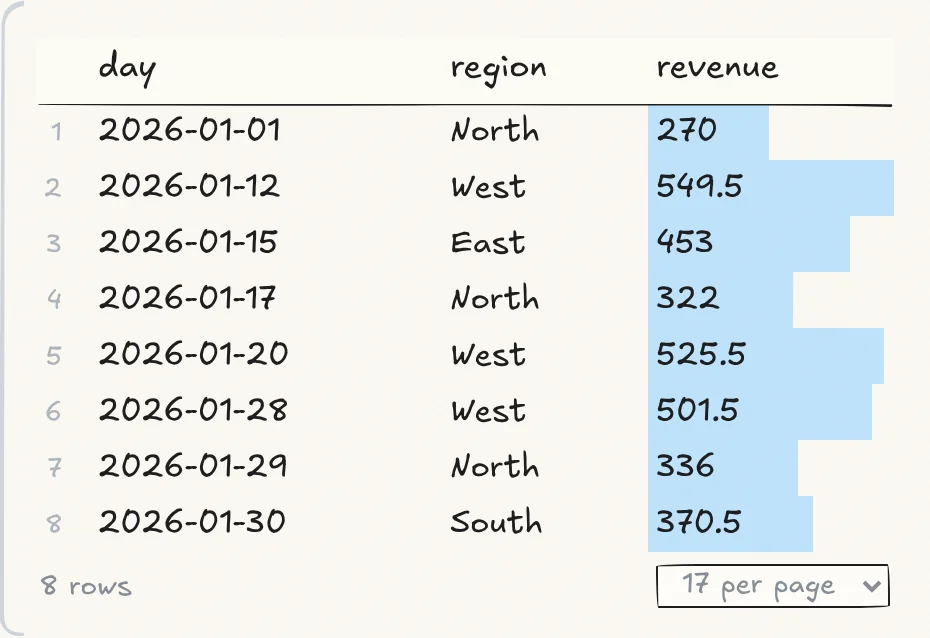 day region revenue
1 2026-01-01 North 270
2 2026-01-12 West 549.5
3 2026-01-15 East 453
4 2026-01-17 North 322
5 2026-01-20 West 525.5
6 2026-01-28 West 501.5
7 2026-01-29 North 336
8 2026-01-30 South 370.5
8 rows 17 per page